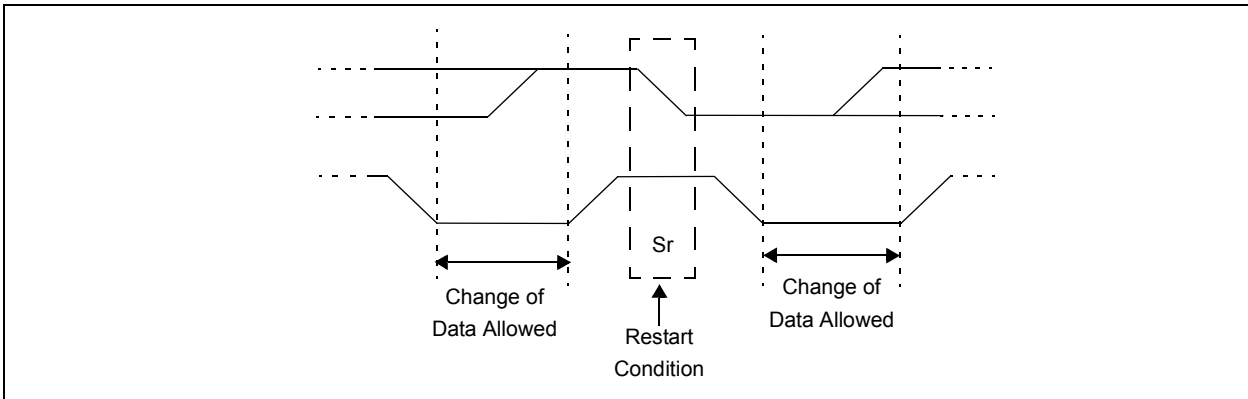 Sr
Change of
Data Allowed
Restart
Condition
Change of
Data Allowed